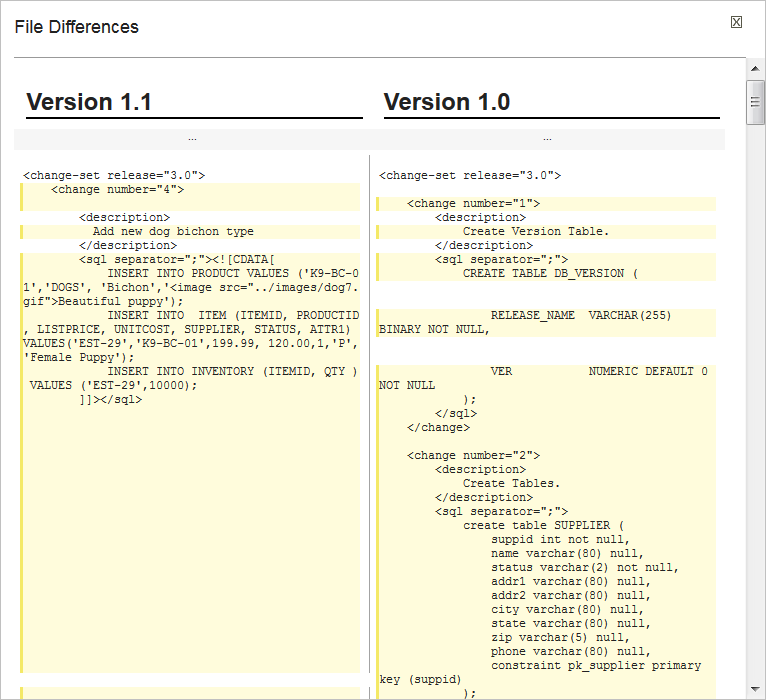 File Differences
Version 1.1
...
<change-set release="3.0">
    <change number="4">
        <description>
          Add new dog bichon type
        </description>
        <sql separator=";"><![CDATA[
            INSERT INTO PRODUCT VALUES ('K9-BC-0
1','DOGS', 'Bichon','<image src="../images/dog7.
gif">Beautiful puppy');
            INSERT INTO  ITEM (ITEMID, PRODUCTID
, LISTPRICE, UNITCOST, SUPPLIER, STATUS, ATTR1)
VALUES('EST-29','K9-BC-01',199.99, 120.00,1,'P',
'Female Puppy');
            INSERT INTO INVENTORY (ITEMID, QTY )
 VALUES ('EST-29',10000);
        ]]></sql>
Version 1.0
...
<change-set release="3.0">
    <change number="1">
        <description>
            Create Version Table.
        </description>
        <sql separator=";">
            CREATE TABLE DB_VERSION (
                RELEASE_NAME  VARCHAR(255)
BINARY NOT NULL,
                VER           NUMERIC DEFAULT 0
NOT NULL
            );
        </sql>
    </change>
    <change number="2">
        <description>
            Create Tables.
        </description>
        <sql separator=";">
            create table SUPPLIER (
                suppid int not null,
                name varchar(80) null,
                status varchar(2) not null,
                addr1 varchar(80) null,
                addr2 varchar(80) null,
                city varchar(80) null,
                state varchar(80) null,
                zip varchar(5) null,
                phone varchar(80) null,
                constraint pk_supplier primary
key (suppid)
            );